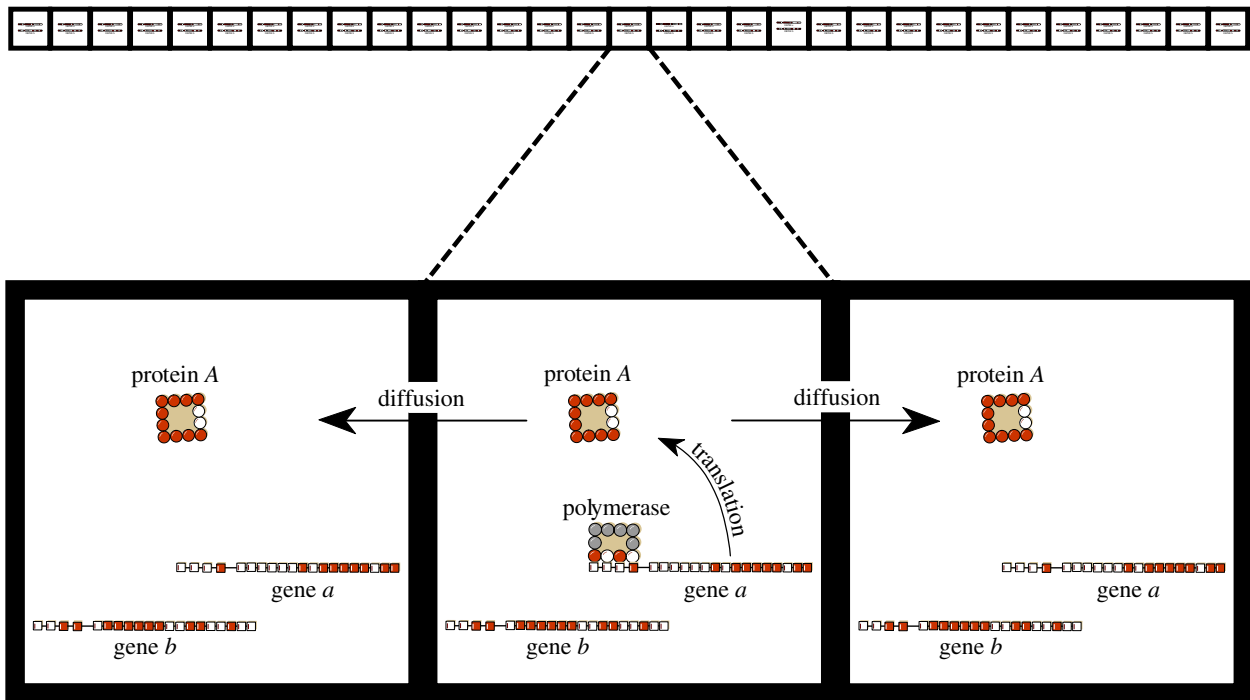 protein A
protein A
protein A
diffusion
diffusion
translation
polymerase
gene a
gene a
gene a
gene b
gene b
gene b